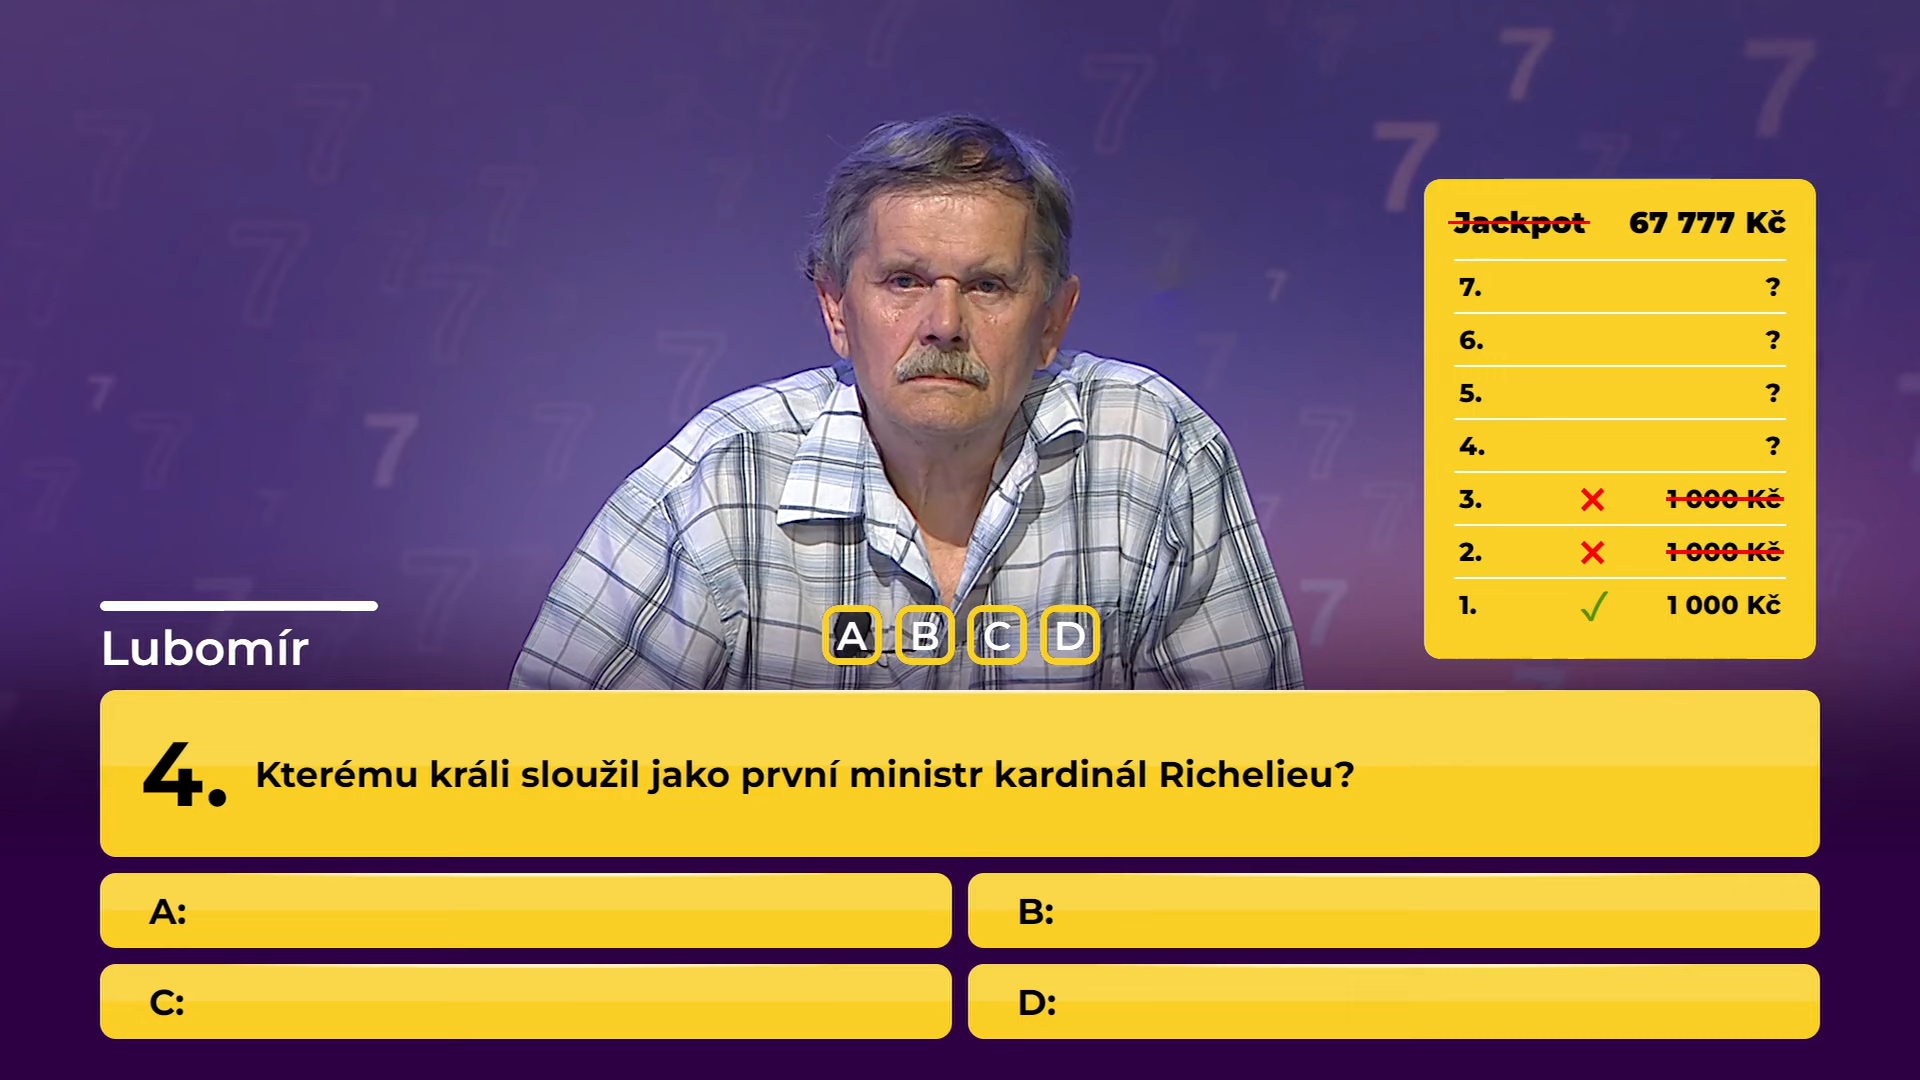 Jackpot 67 777 Kč
7. ?
6. ?
5. ?
4. ?
3. ✕ 1 000 Kč
2. ✕ 1 000 Kč
1. ✓ 1 000 Kč
Lubomír
A B C D
4. Kterému králi sloužil jako první ministr kardinál Richelieu?
A:
B:
C:
D: